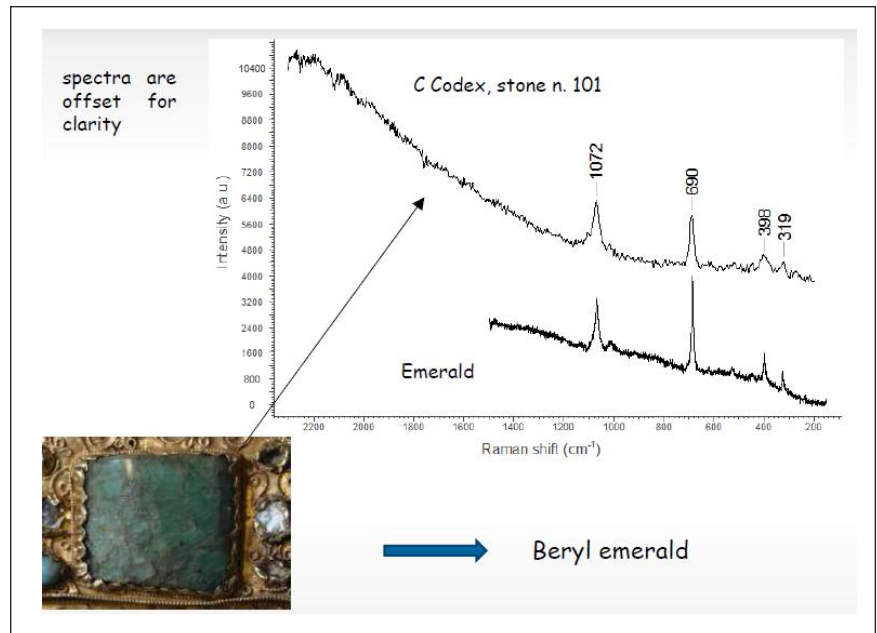 spectra are
offset for
clarity
C Codex, stone n. 101
Intensity (a.u.)
10400
9600
8800
8000
7200
6400
5600
4800
4000
3200
2400
1600
800
0
1072
690
398
319
Emerald
2200 2000 1800 1600 1400 1200 1000 800 600 400 200
Raman shift (cm⁻¹)
Beryl emerald